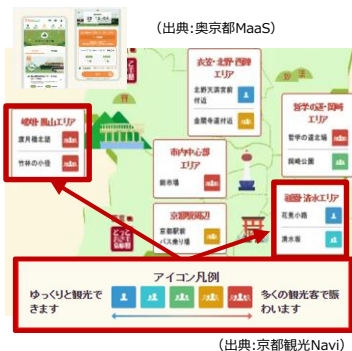 (出典:奥京都MaaS)
衣笠・北野・西陣
エリア
北野天満宮前
付近
金閣寺道付近
嵯峨・嵐山エリア
渡月橋北詰
竹林の小径
哲学の道・岡崎
エリア
哲学の道北端
岡崎公園
市内中心部
エリア
錦市場
祇園・清水エリア
花見小路
清水坂
京都駅周辺
京都駅前
バス乗り場
アイコン凡例
ゆっくりと観光で
きます
多くの観光客で賑
わいます
(出典:京都観光Navi)